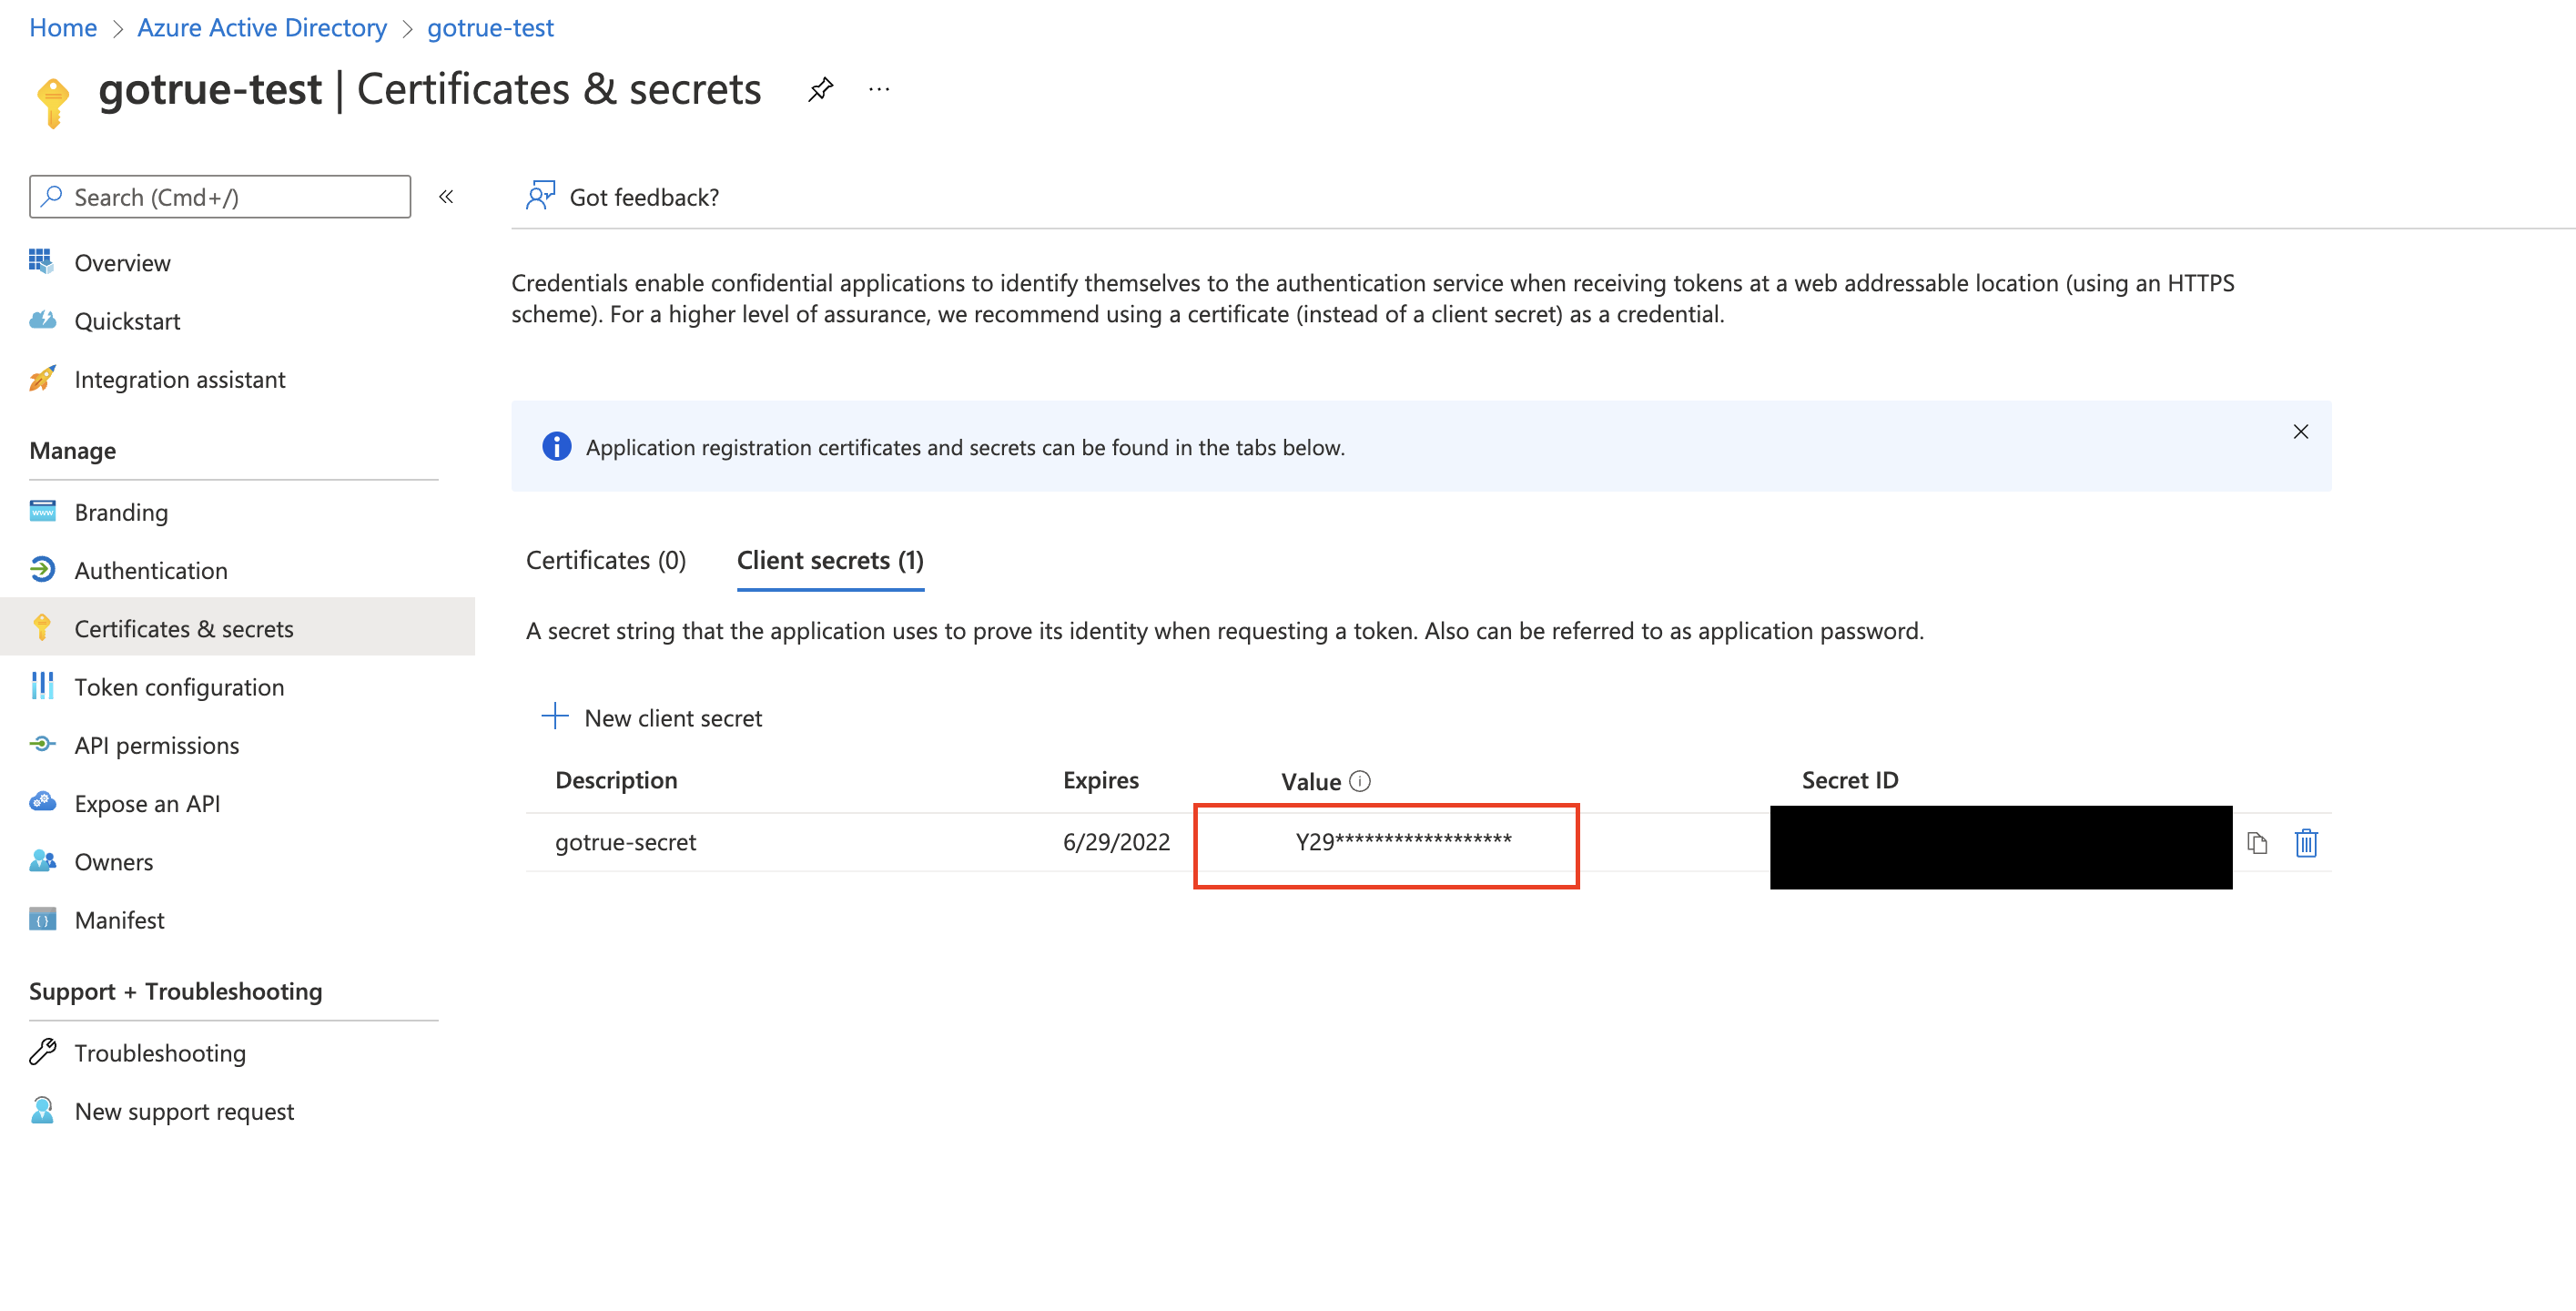 Home > Azure Active Directory > gotrue-test
gotrue-test | Certificates & secrets
Search (Cmd+/)
Got feedback?
Overview
Quickstart
Integration assistant
Manage
Branding
Authentication
Certificates & secrets
Token configuration
API permissions
Expose an API
Owners
Manifest
Support + Troubleshooting
Troubleshooting
New support request
Credentials enable confidential applications to identify themselves to the authentication service when receiving tokens at a web addressable location (using an HTTPS
scheme). For a higher level of assurance, we recommend using a certificate (instead of a client secret) as a credential.
Application registration certificates and secrets can be found in the tabs below.
Certificates (0) Client secrets (1)
A secret string that the application uses to prove its identity when requesting a token. Also can be referred to as application password.
New client secret
Description Expires Value Secret ID
gotrue-secret 6/29/2022 Y29******************